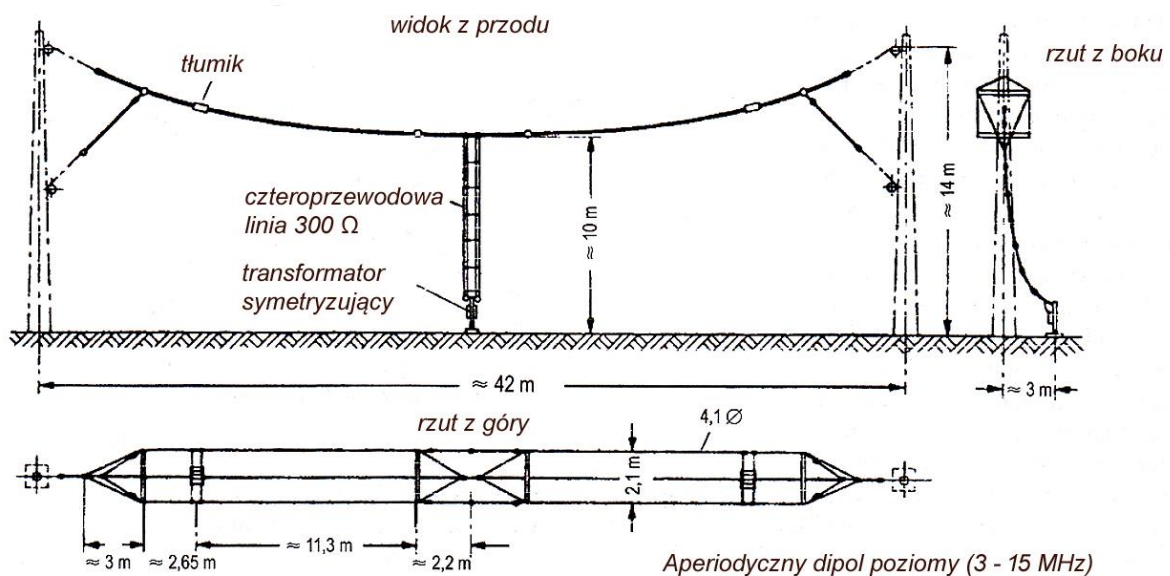 widok z przodu
rzut z boku
tłumik
czteroprzewodowa
linia 300 Ω
≈ 10 m
≈ 14 m
transformator
symetryzujący
≈ 42 m
≈ 3 m
rzut z góry
4,1 Ø
2,1 m
≈ 3 m
≈ 2,65 m
≈ 11,3 m
≈ 2,2 m
Aperiodyczny dipol poziomy (3 - 15 MHz)